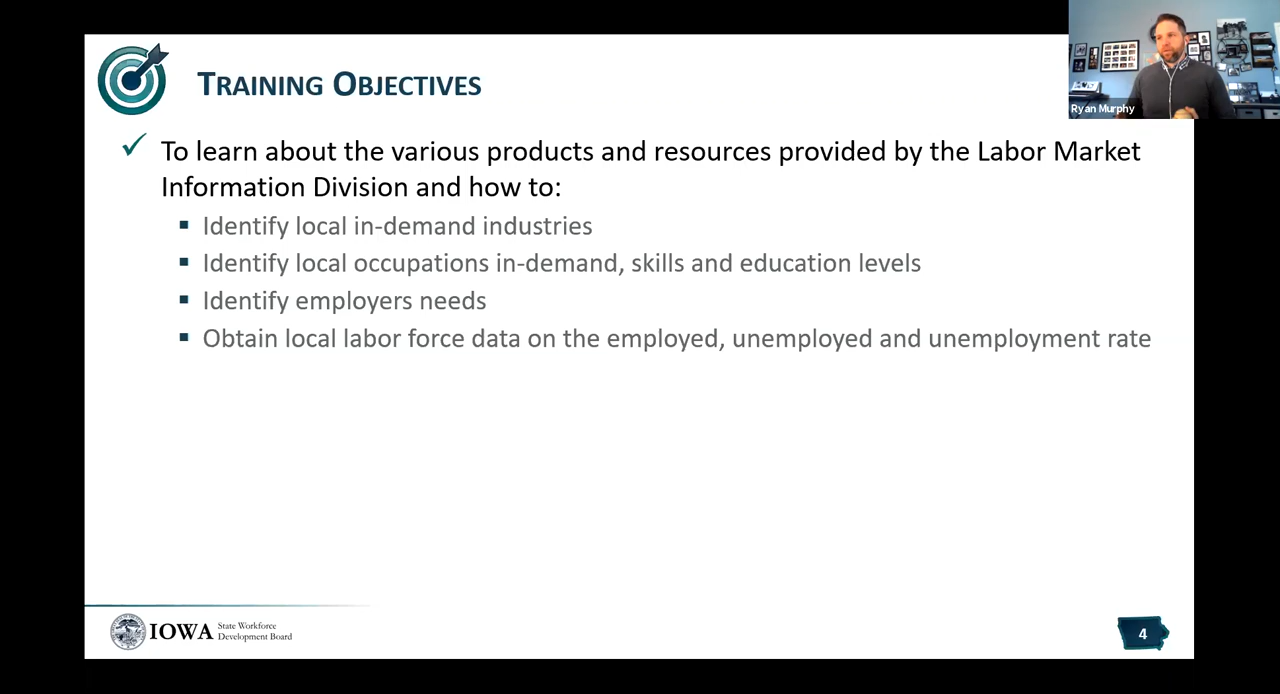 TRAINING OBJECTIVES
Ryan Murphy
✓ To learn about the various products and resources provided by the Labor Market
Information Division and how to:
▪ Identify local in-demand industries
▪ Identify local occupations in-demand, skills and education levels
▪ Identify employers needs
▪ Obtain local labor force data on the employed, unemployed and unemployment rate
IOWA State Workforce
Development Board
4